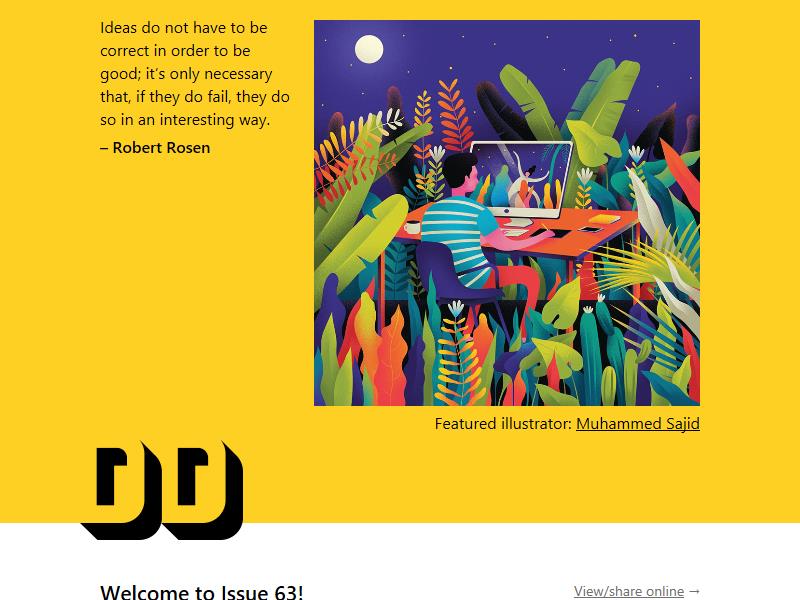 Ideas do not have to be
correct in order to be
good; it's only necessary
that, if they do fail, they do
so in an interesting way.
– Robert Rosen
Featured illustrator: Muhammed Sajid
DD
Welcome to Issue 63!
View/share online →